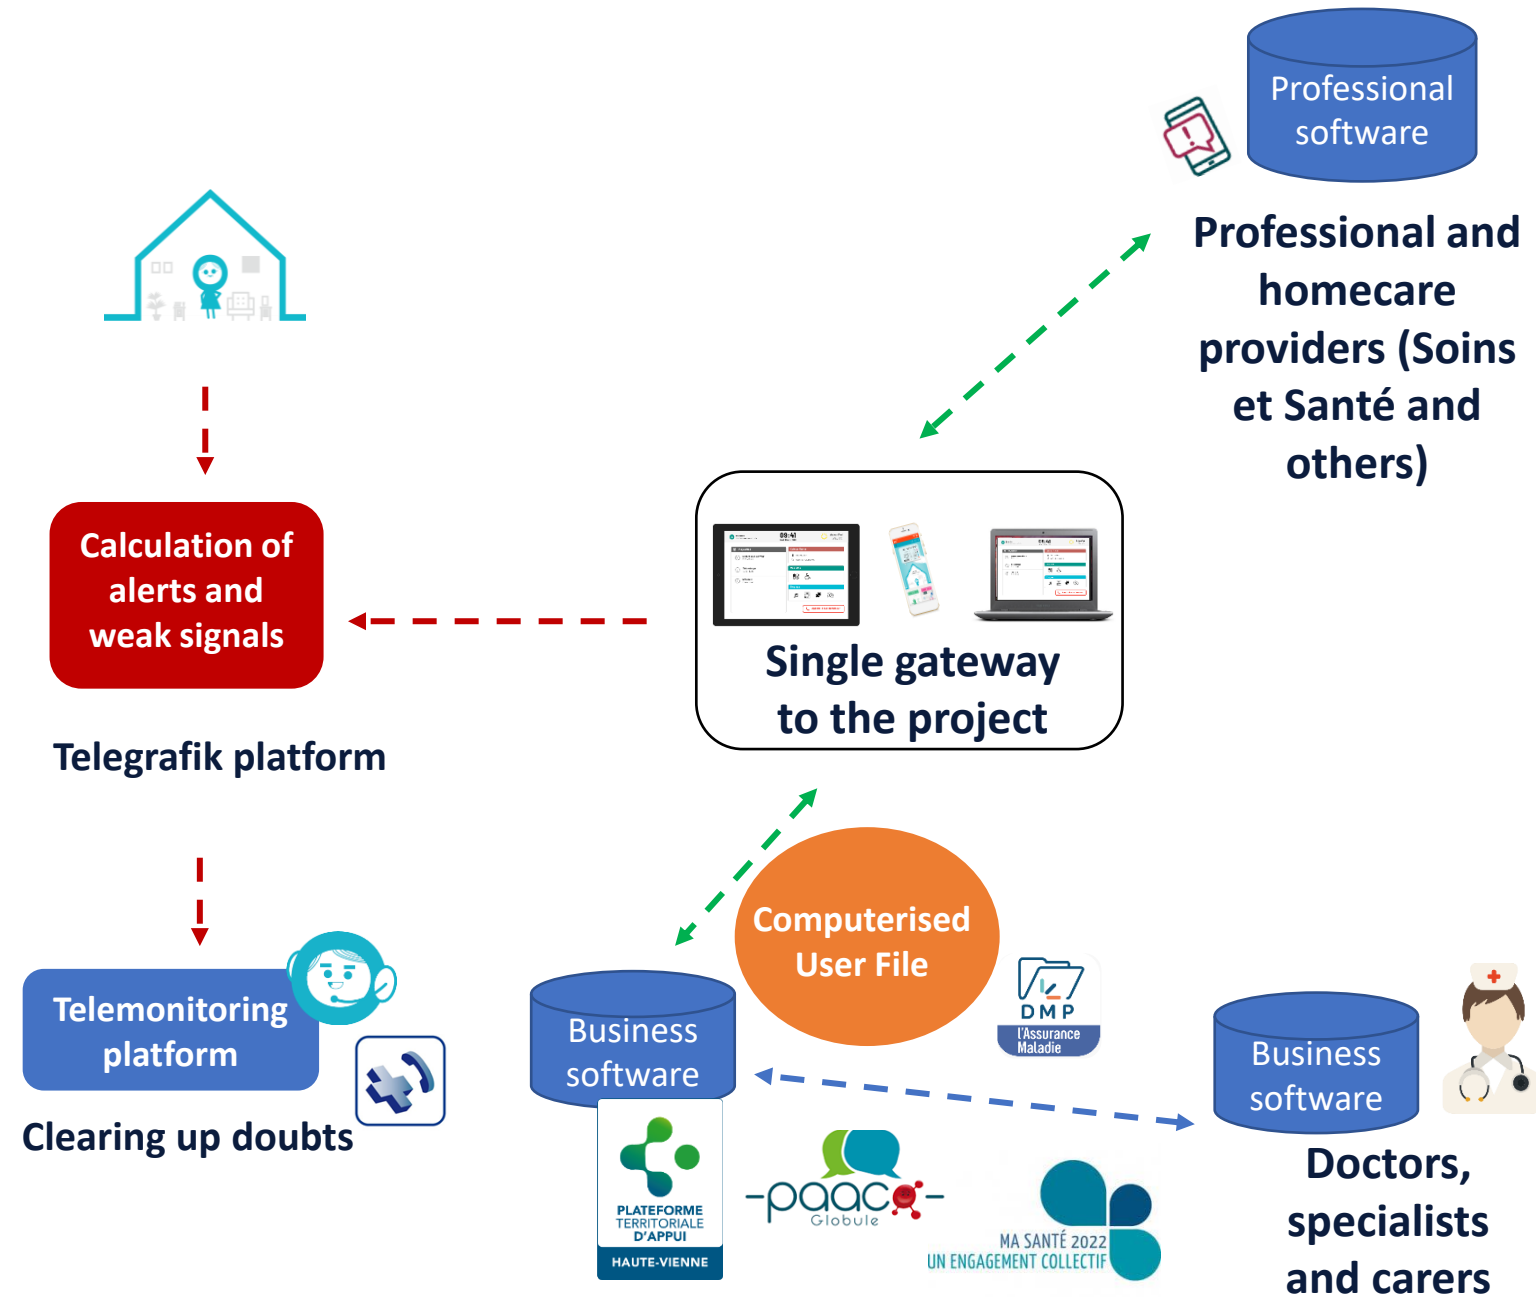 Professional
software
Professional and
homecare
providers (Soins
et Santé and
others)
Calculation of
alerts and
weak signals
Telegrafik platform
09:41
Single gateway
to the project
Computerised
User File
DMP
l'Assurance
Maladie
Telemonitoring
platform
Clearing up doubts
Business
software
PLATEFORME
TERRITORIALE
D'APPUI
HAUTE-VIENNE
-paaco-
Globule
MA SANTÉ 2022
UN ENGAGEMENT COLLECTIF
Business
software
Doctors,
specialists
and carers